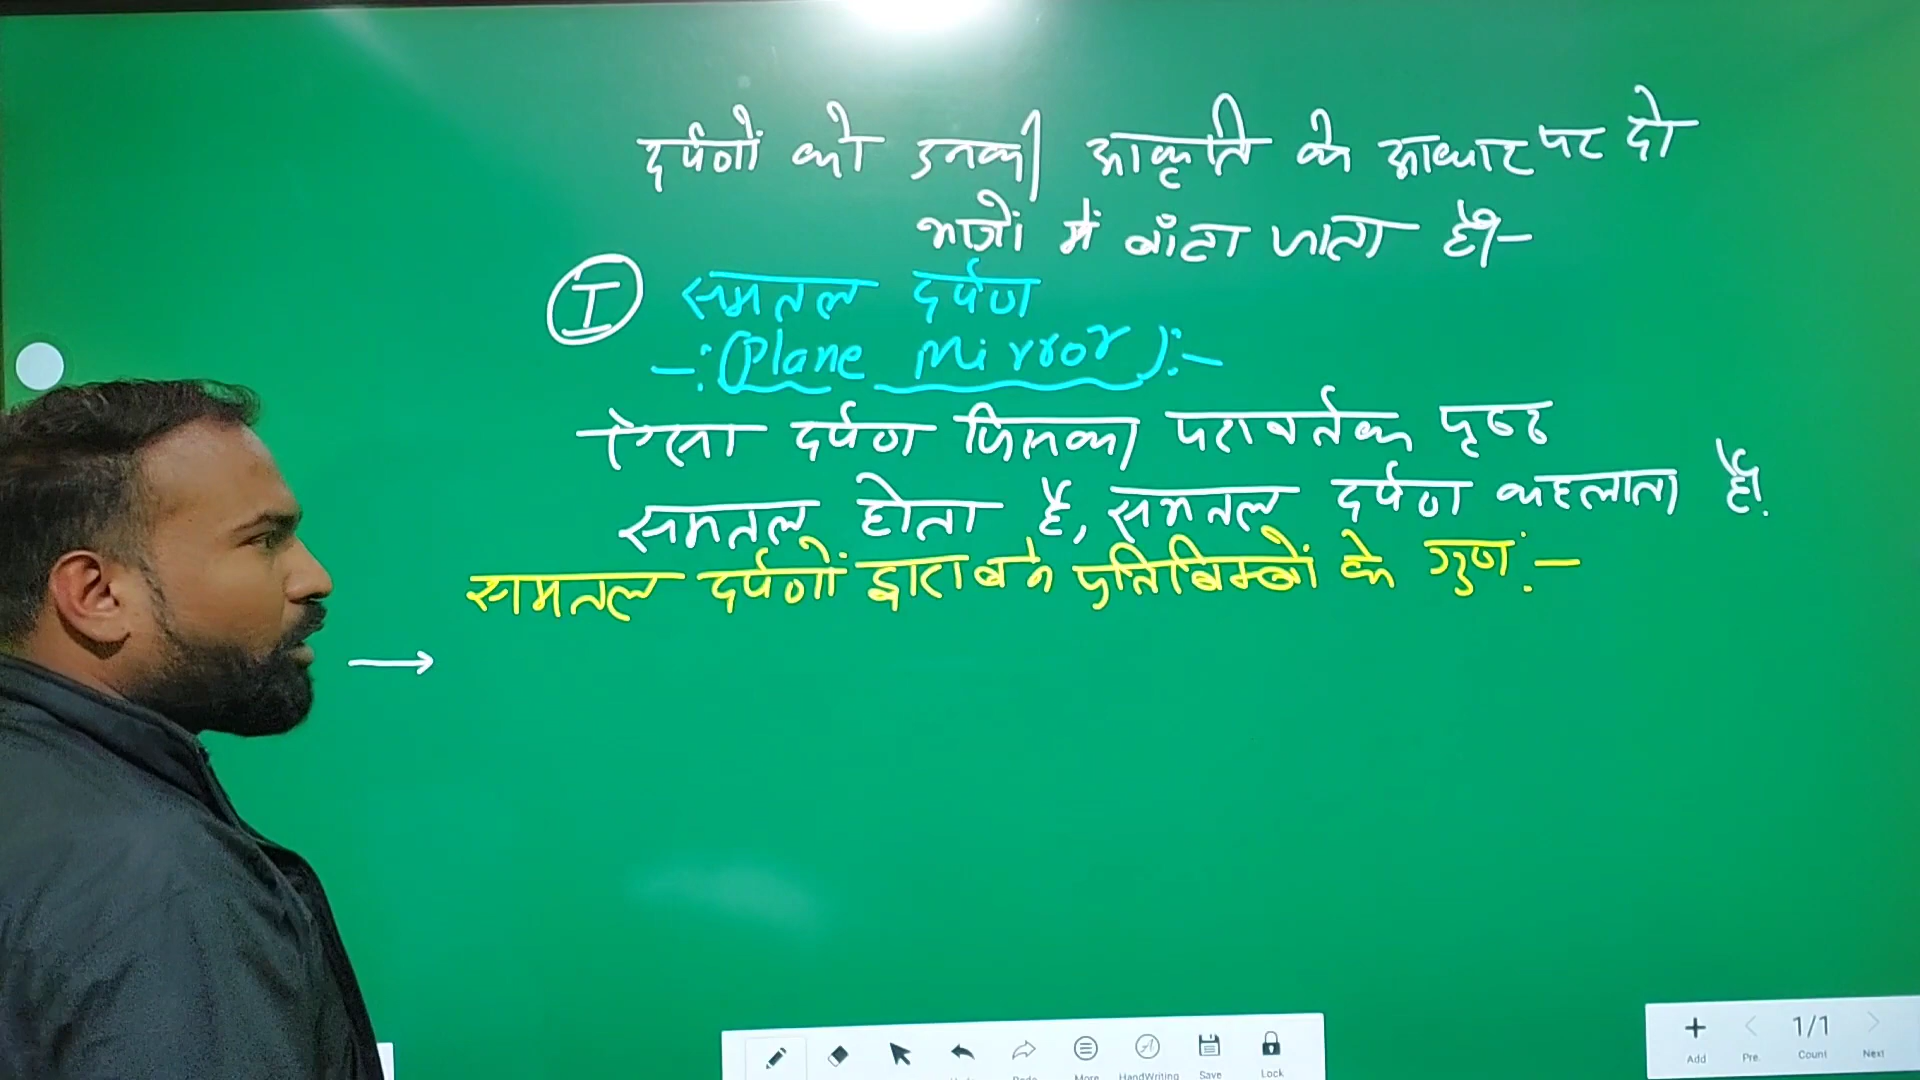 दर्पणों को उनकी आकृति के आधार पर दो
भागों में बाँटा जाता है।-
I समतल दर्पण
-:(Plane Mirror):-
ऐसा दर्पण जिसका परावर्तक पृष्ठ
समतल होता है, समतल दर्पण कहलाता है।
समतल दर्पणों द्वारा बने प्रतिबिम्बों के गुण:-
→
Add Pre. 1/1 Count Next
More HandWriting Save Lock